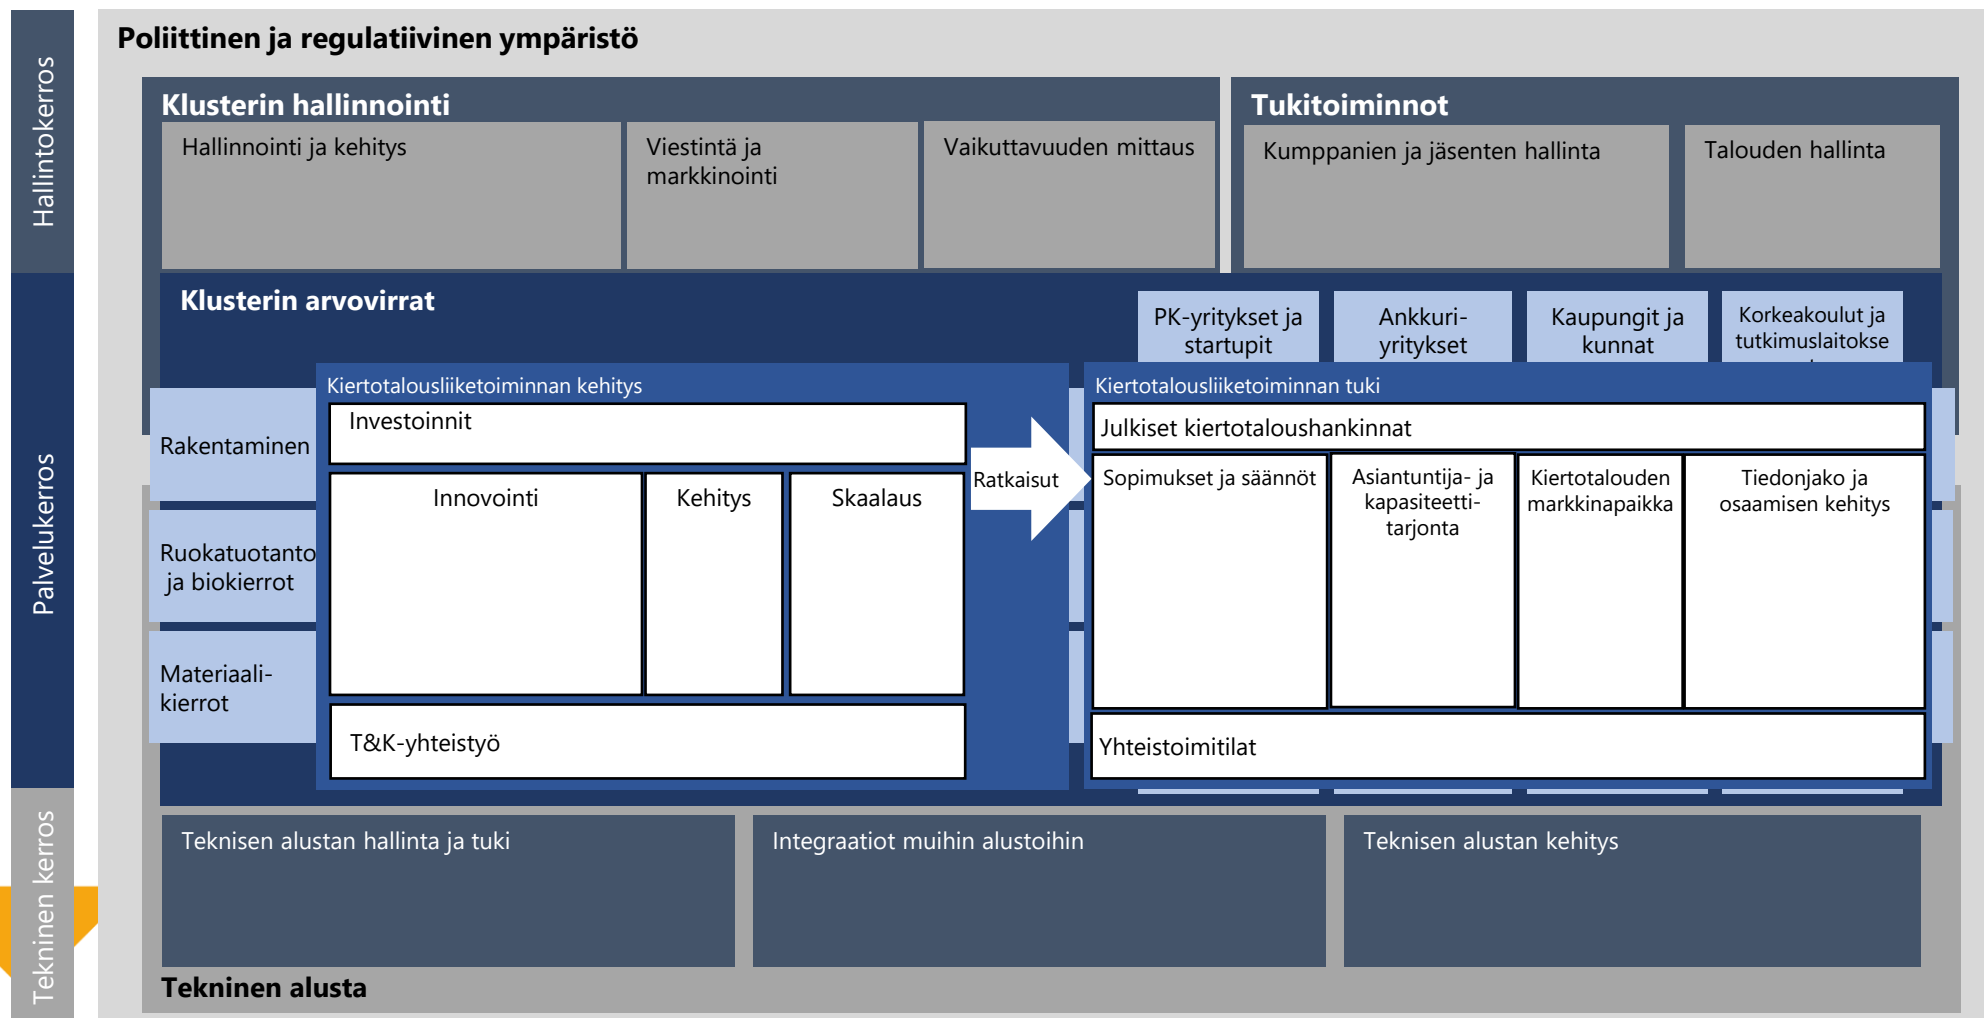 Poliittinen ja regulatiivinen ympäristö
Hallintokerros
Klusterin hallinnointi
Hallinnointi ja kehitys
Viestintä ja
markkinointi
Vaikuttavuuden mittaus
Tukitoiminnot
Kumppanien ja jäsenten hallinta
Talouden hallinta
Palvelukerros
Klusterin arvovirrat
PK-yritykset ja
startupit
Ankkuri-
yritykset
Kaupungit ja
kunnat
Korkeakoulut ja
tutkimuslaitokse
Rakentaminen
Ruokatuotanto
ja biokierrot
Materiaali-
kierrot
Kiertotalousliiketoiminnan kehitys
Investoinnit
Innovointi
Kehitys
Skaalaus
T&K-yhteistyö
Ratkaisut
Kiertotalousliiketoiminnan tuki
Julkiset kiertotaloushankinnat
Sopimukset ja säännöt
Asiantuntija- ja
kapasiteetti-
tarjonta
Kiertotalouden
markkinapaikka
Tiedonjako ja
osaamisen kehitys
Yhteistoimitilat
Tekninen kerros
Teknisen alustan hallinta ja tuki
Integraatiot muihin alustoihin
Teknisen alustan kehitys
Tekninen alusta